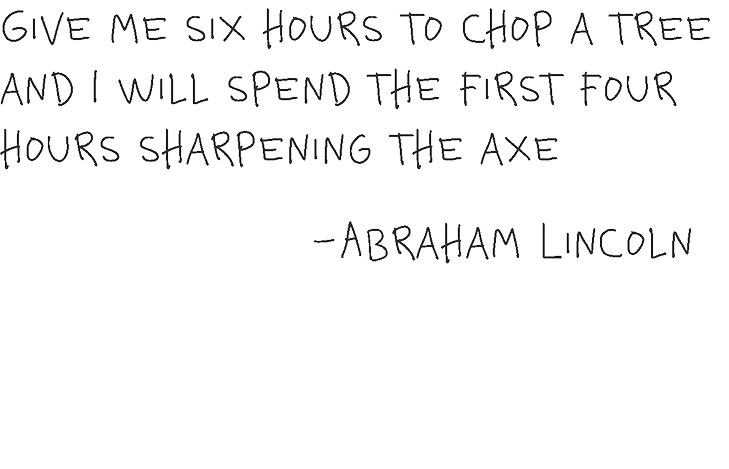 GIVE ME SIX HOURS TO CHOP A TREE
AND I WILL SPEND THE FIRST FOUR
HOURS SHARPENING THE AXE
-ABRAHAM LINCOLN